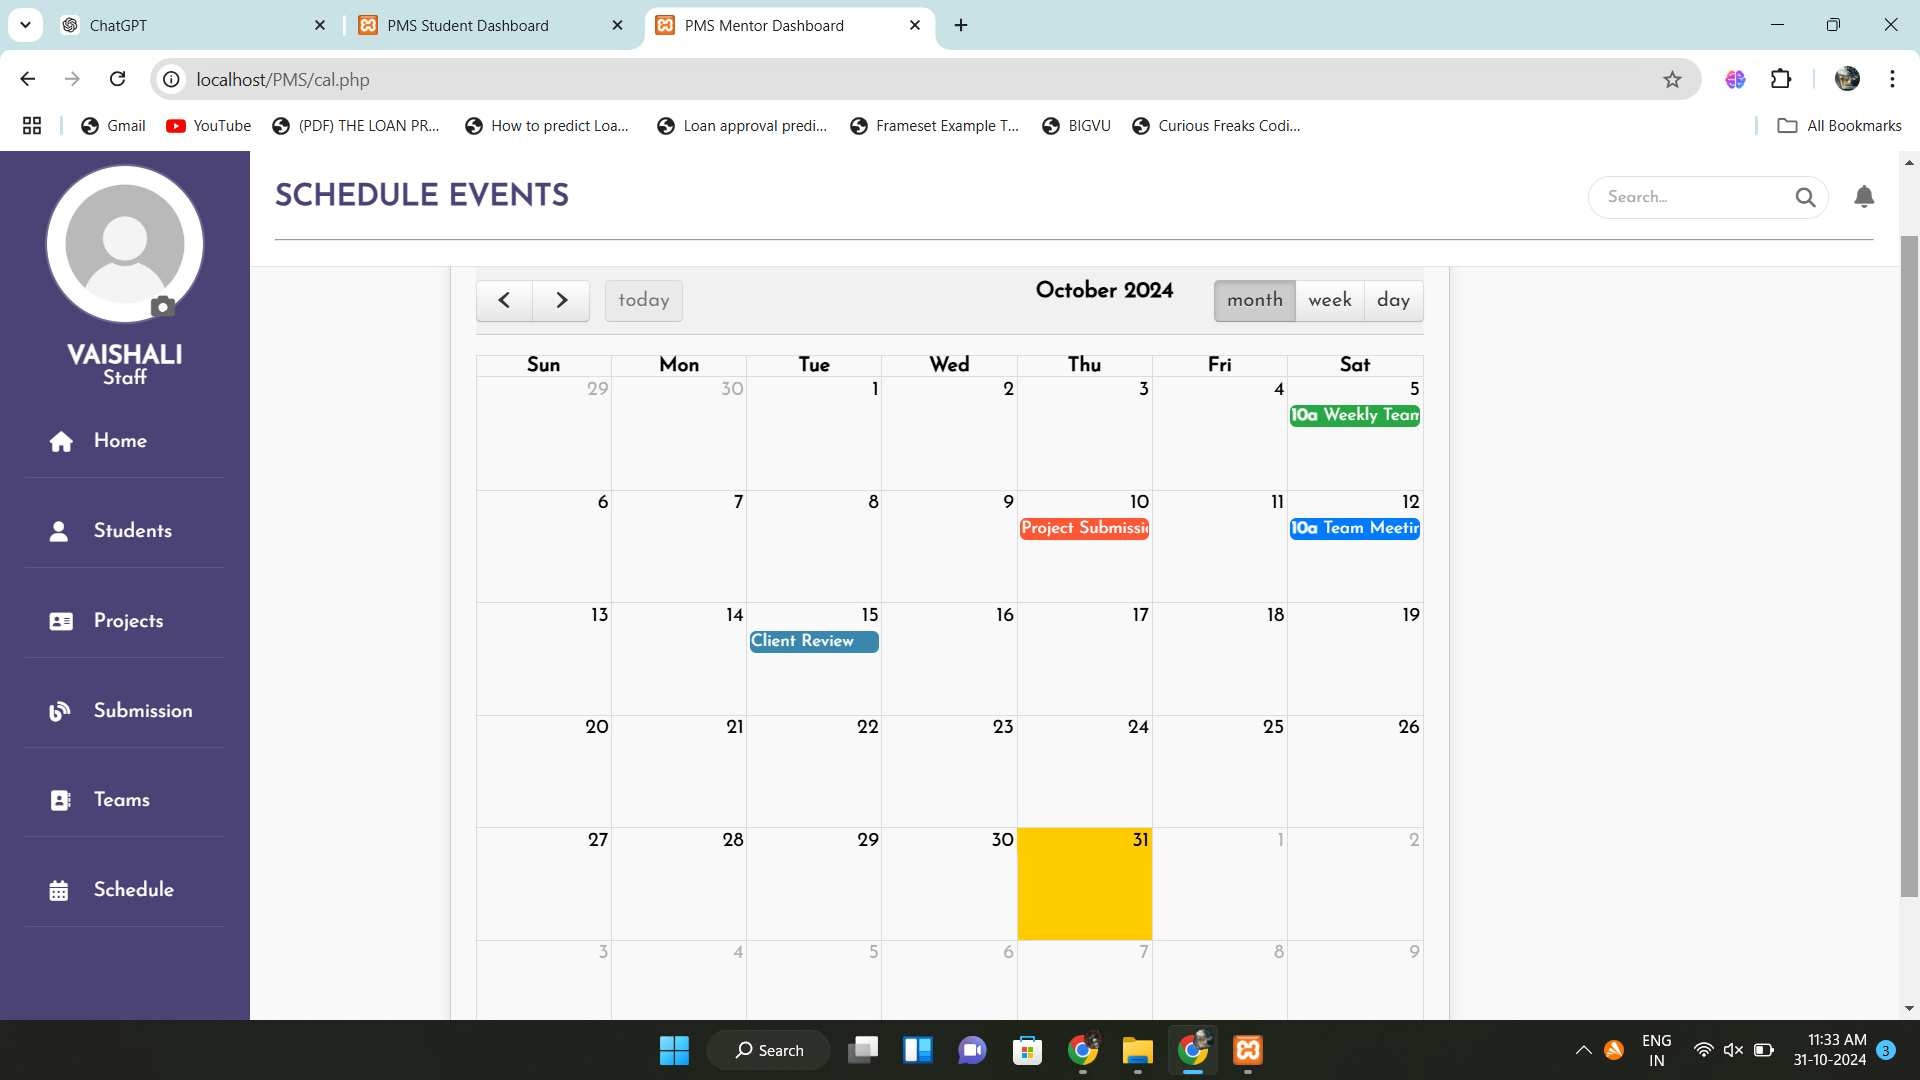 ChatGPT
PMS Student Dashboard
PMS Mentor Dashboard
localhost/PMS/cal.php
Gmail
YouTube
(PDF) THE LOAN PR...
How to predict Loa...
Loan approval predi...
Frameset Example T...
BIGVU
Curious Freaks Codi...
All Bookmarks
SCHEDULE EVENTS
Search...
VAISHALI
Staff
Home
Students
Projects
Submission
Teams
Schedule
today
October 2024
month week day
Sun Mon Tue Wed Thu Fri Sat
29 30 1 2 3 4 5
10a Weekly Team
6 7 8 9 10 11 12
Project Submissi
10a Team Meetin
13 14 15 16 17 18 19
Client Review
20 21 22 23 24 25 26
27 28 29 30 31 1 2
3 4 5 6 7 8 9
Search
ENG
IN
11:33 AM
31-10-2024
3